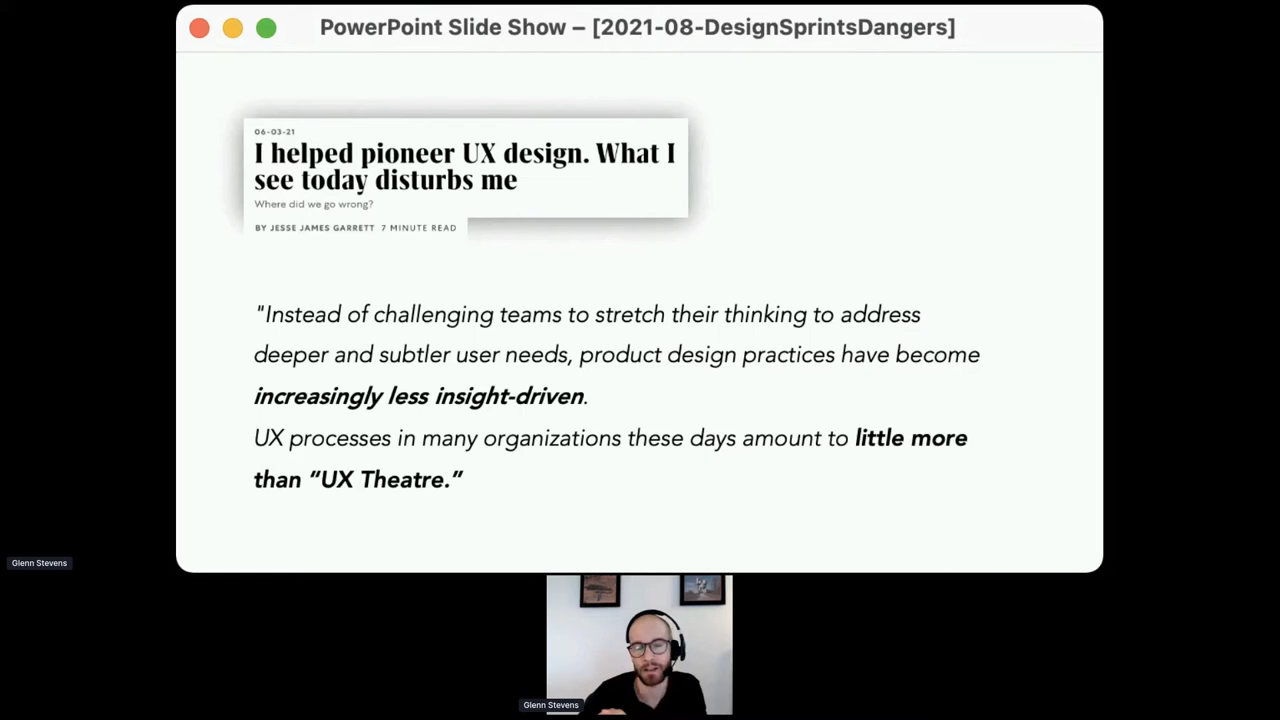 PowerPoint Slide Show – [2021-08-DesignSprintsDangers]
06-03-21
I helped pioneer UX design. What I
see today disturbs me
Where did we go wrong?
BY JESSE JAMES GARRETT 7 MINUTE READ
"Instead of challenging teams to stretch their thinking to address
deeper and subtler user needs, product design practices have become
increasingly less insight-driven.
UX processes in many organizations these days amount to little more
than “UX Theatre.”
Glenn Stevens
Glenn Stevens